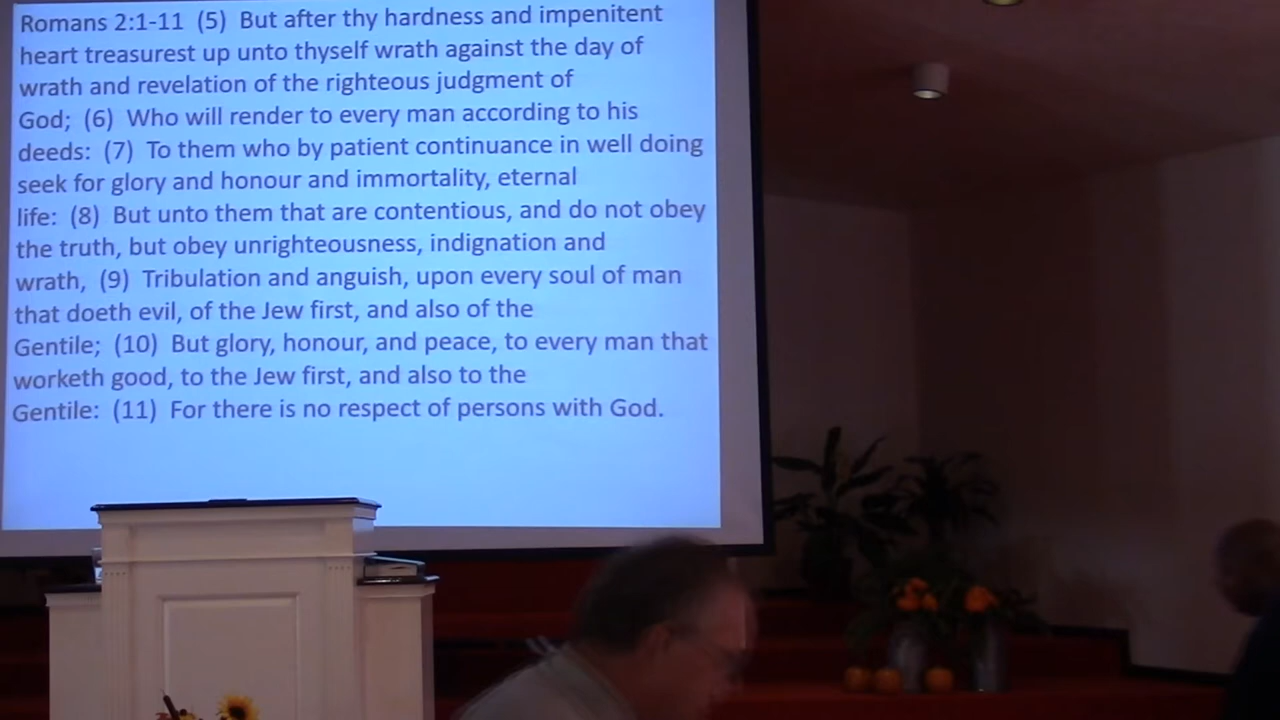 Romans 2:1-11 (5) But after thy hardness and impenitent
heart treasurest up unto thyself wrath against the day of
wrath and revelation of the righteous judgment of
God; (6) Who will render to every man according to his
deeds: (7) To them who by patient continuance in well doing
seek for glory and honour and immortality, eternal
life: (8) But unto them that are contentious, and do not obey
the truth, but obey unrighteousness, indignation and
wrath, (9) Tribulation and anguish, upon every soul of man
that doeth evil, of the Jew first, and also of the
Gentile; (10) But glory, honour, and peace, to every man that
worketh good, to the Jew first, and also to the
Gentile: (11) For there is no respect of persons with God.